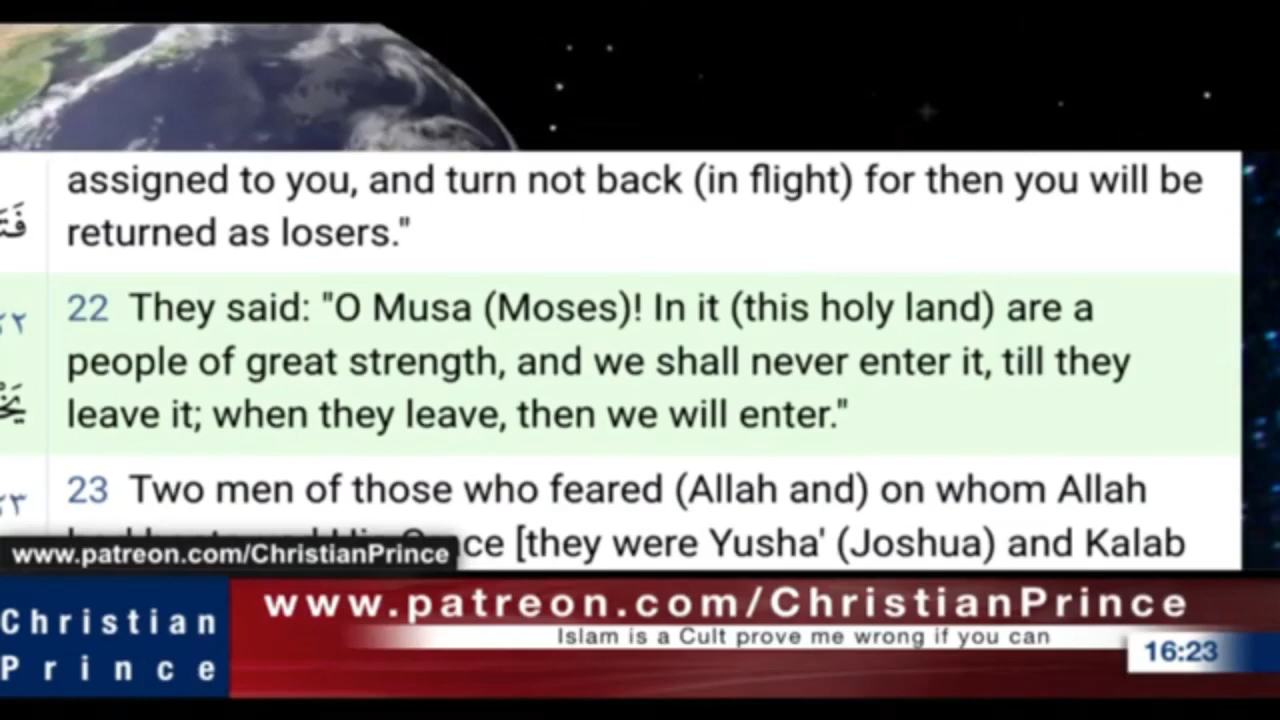 assigned to you, and turn not back (in flight) for then you will be
returned as losers."
22 They said: "O Musa (Moses)! In it (this holy land) are a
٢٢
people of great strength, and we shall never enter it, till they
leave it; when they leave, then we will enter."
23 Two men of those who feared (Allah and) on whom Allah
[they were Yusha' (Joshua) and Kalab
www.patreon.com/ChristianPrince
Christian
Prince
www.patreon.com/ChristianPrince
Islam is a Cult prove me wrong if you can
16:23